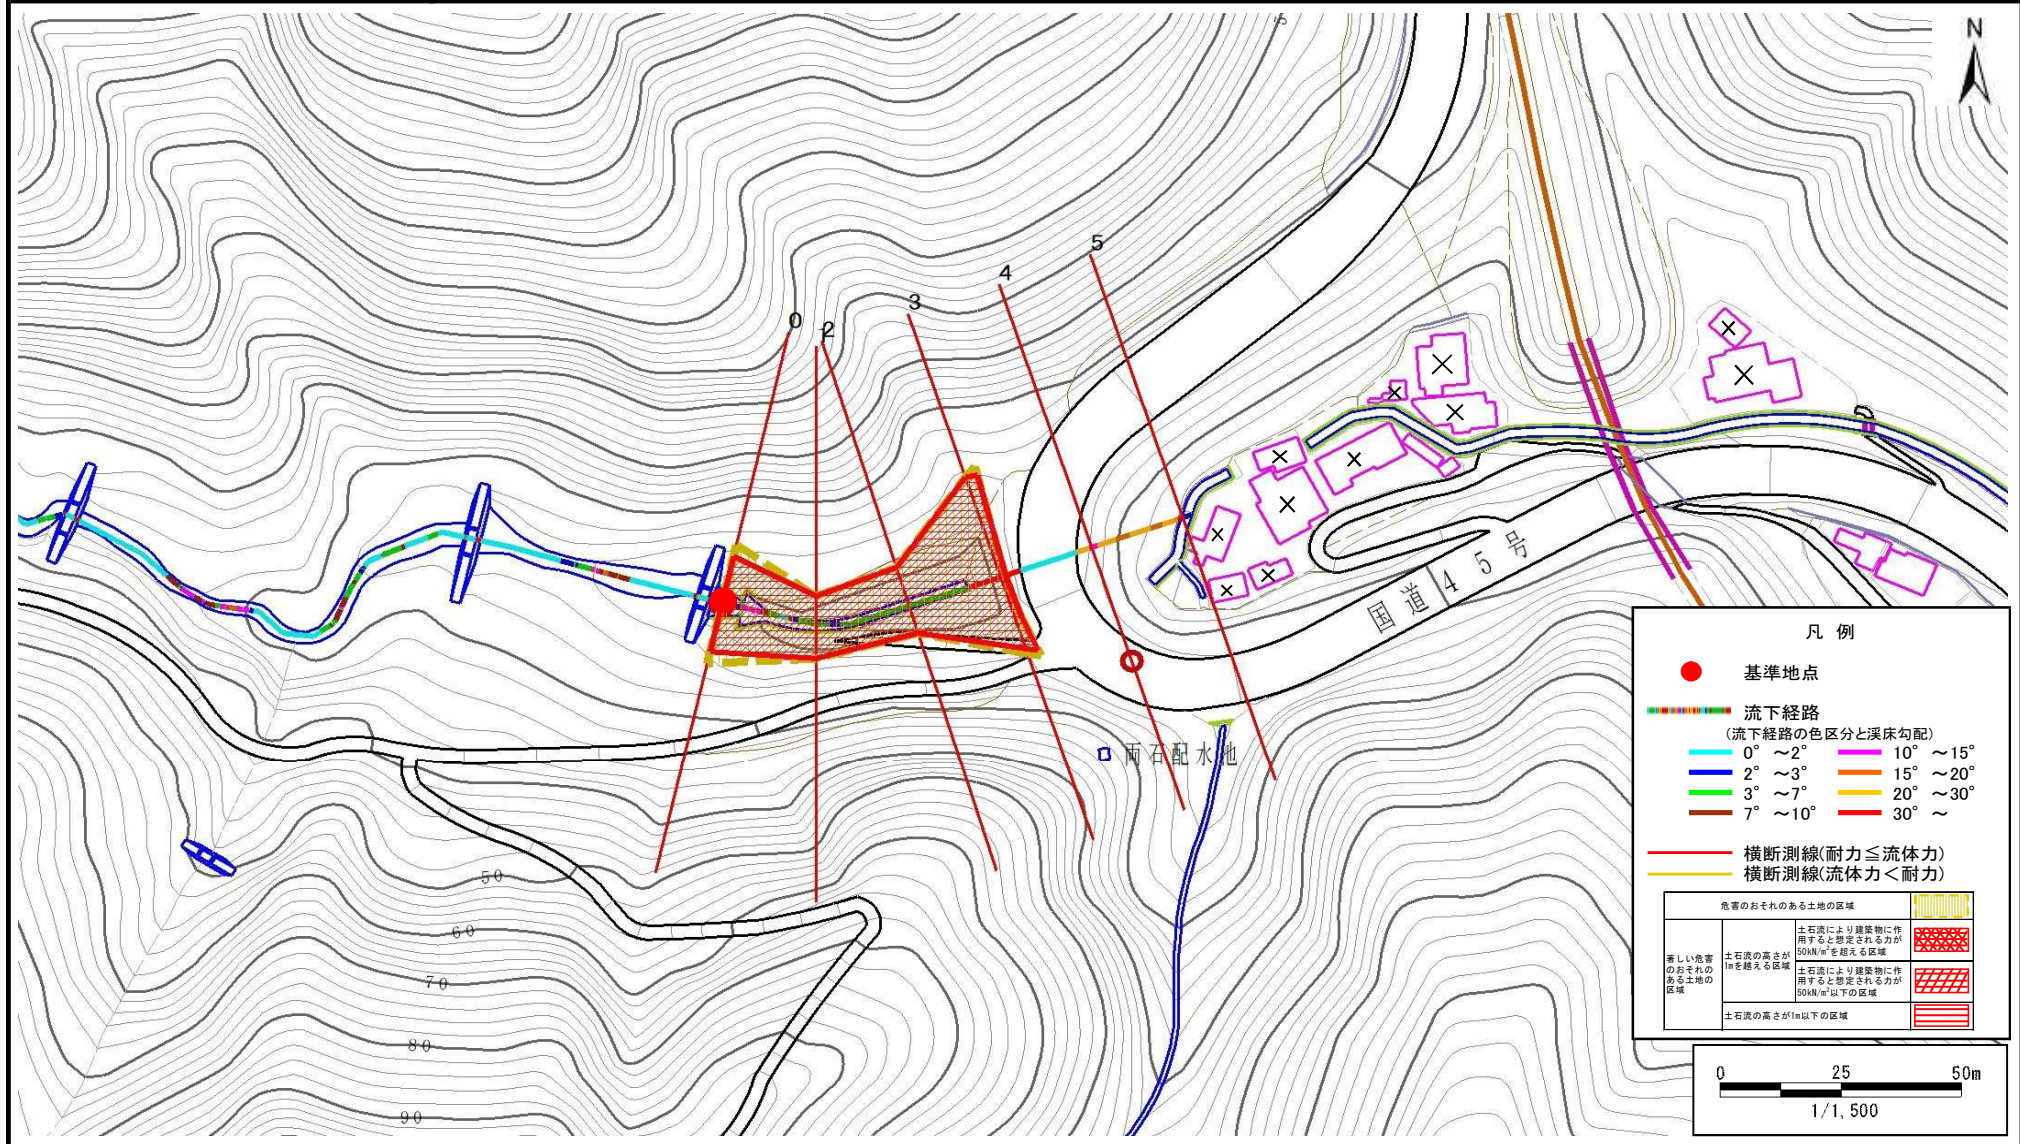 N
5
4
3
0
2
国道45号
両石配水池
50
60
70
80
90
凡 例
基準地点
流下経路
(流下経路の色区分と渓床勾配)
0° ~2° 10° ~15°
2° ~3° 15° ~20°
3° ~7° 20° ~30°
7° ~10° 30° ~
横断測線(耐力≦流体力)
横断測線(流体力<耐力)
危害のおそれのある土地の区域
著しい危害
のおそれの
ある土地の
区域
土石流の高さが
1mを越える区域
土石流により建築物に作
用すると想定される力が
50kN/m²を超える区域
土石流により建築物に作
用すると想定される力が
50kN/m²以下の区域
土石流の高さが1m以下の区域
0 25 50m
1/1,500